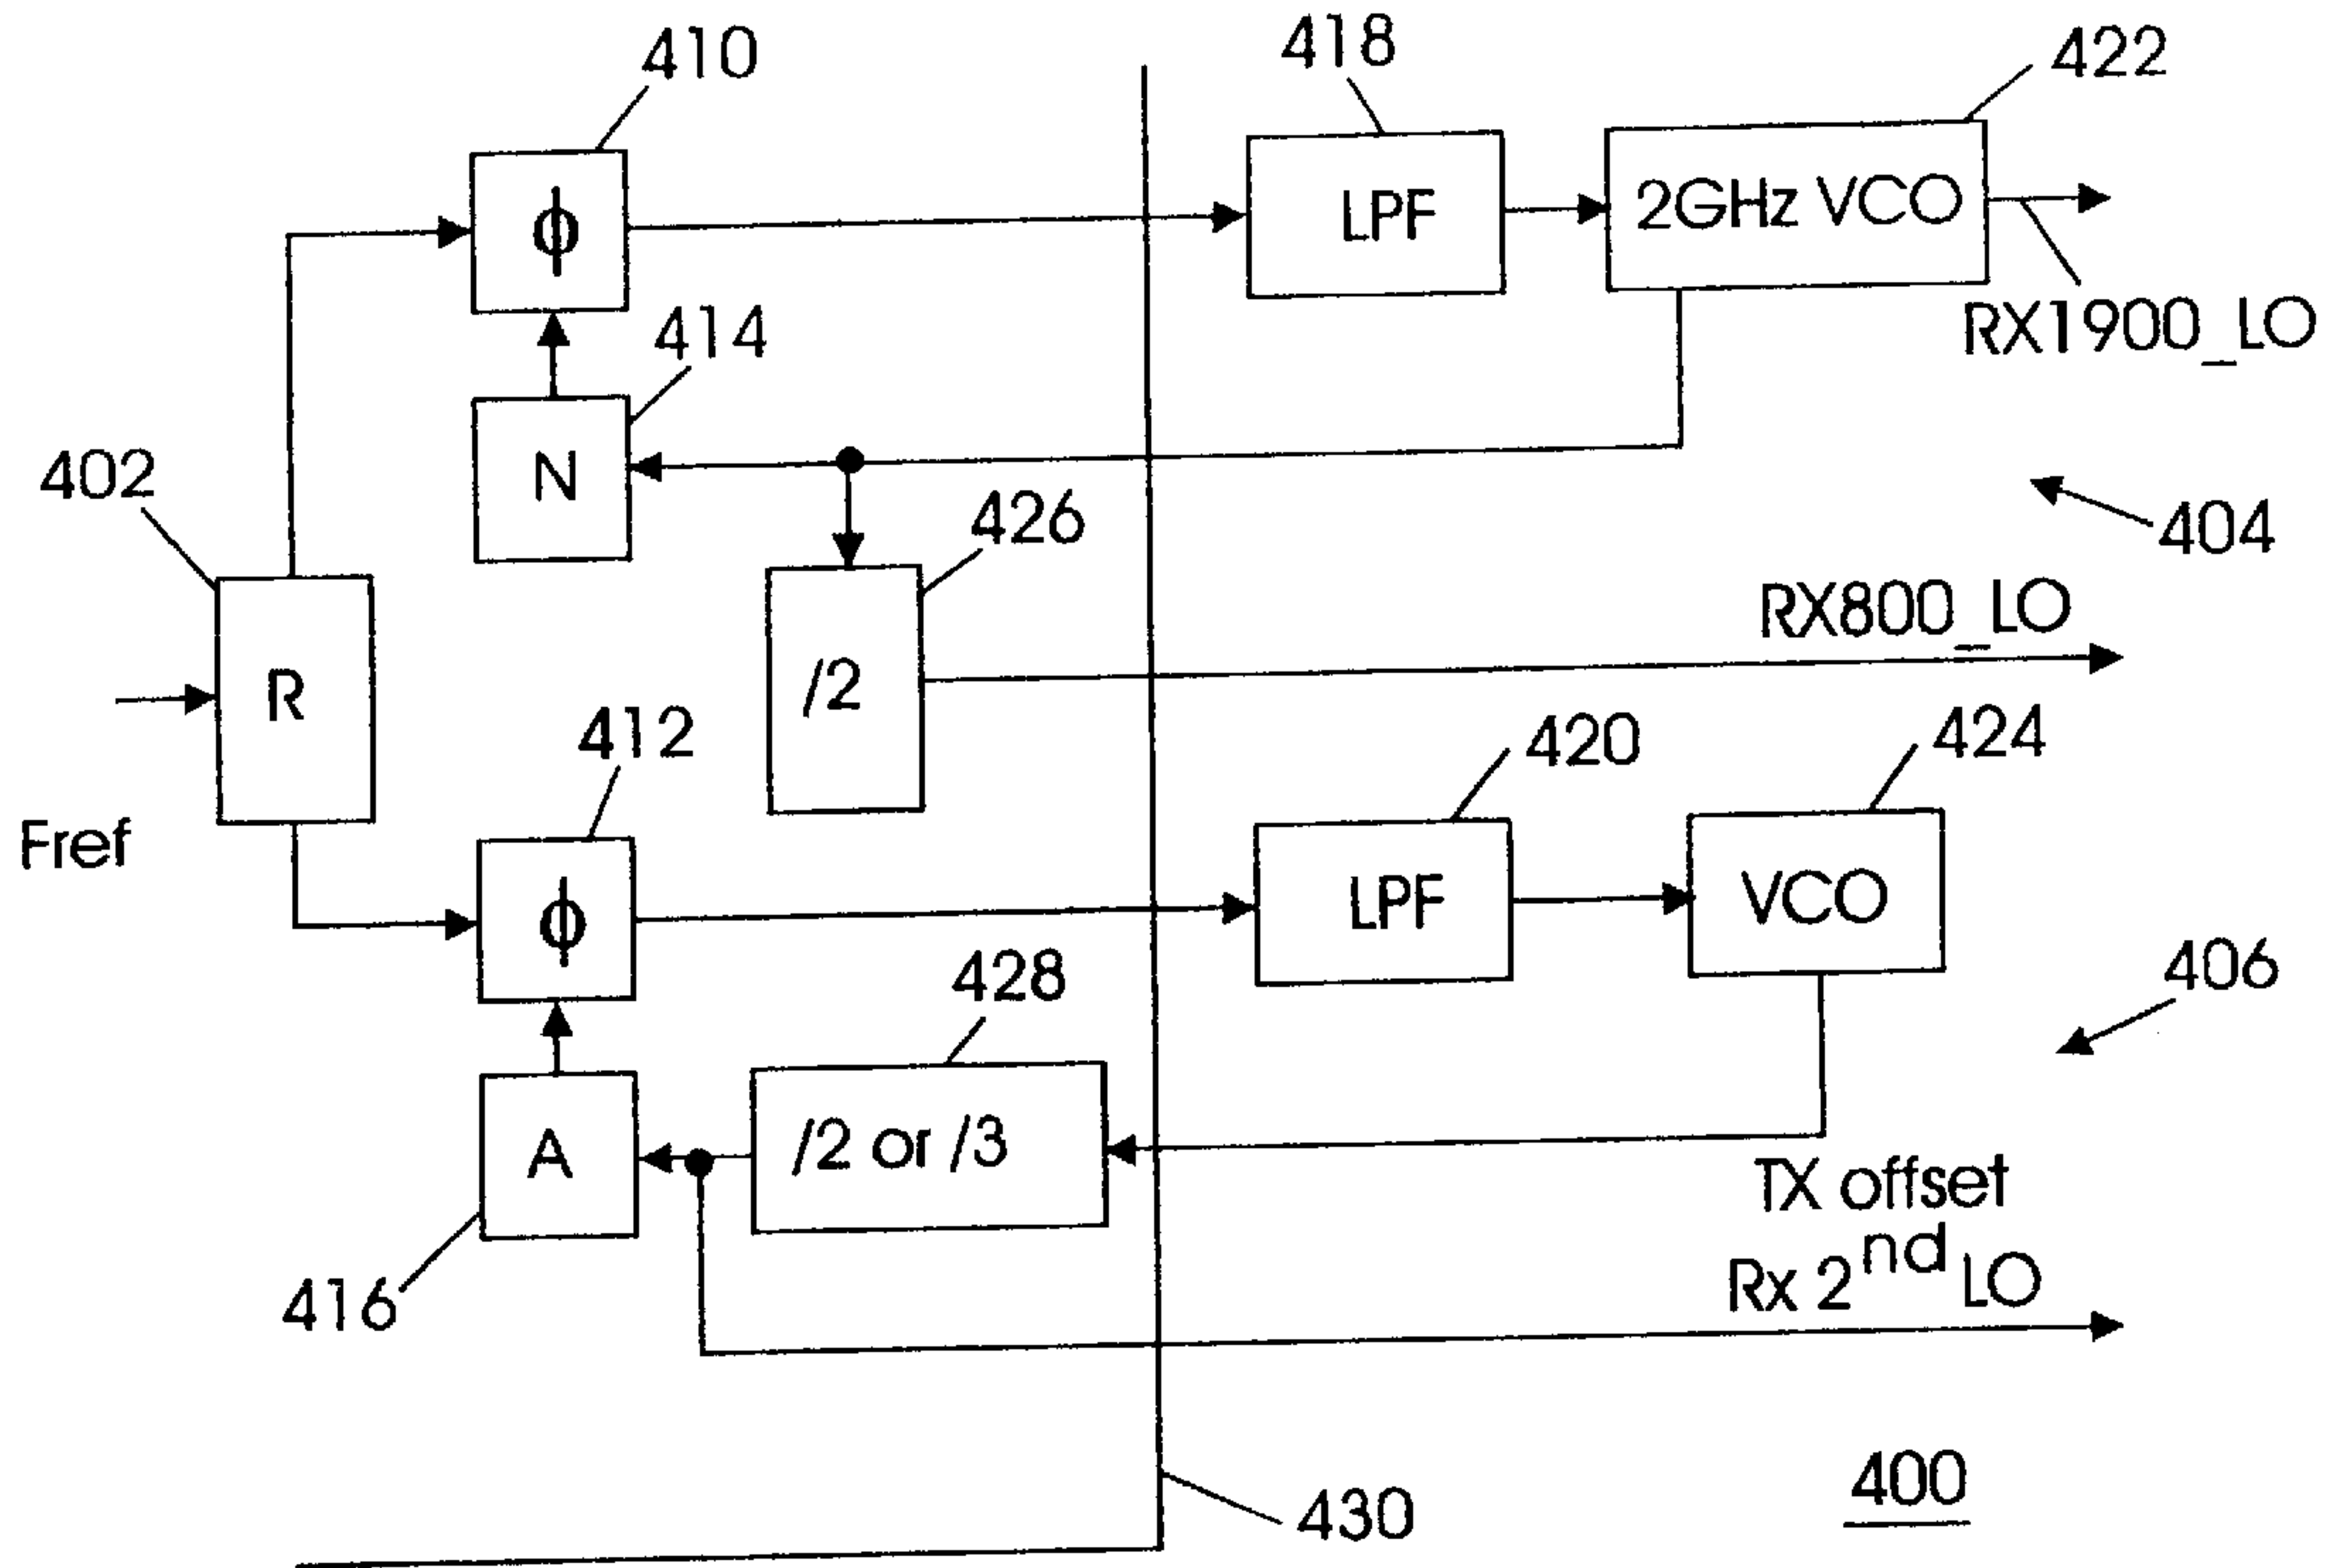 410
418
422
ϕ
LPF
2GHz VCO
RX1900_LO
414
N
402
426
404
RX800_LO
R
/2
412
420
424
Fref
ϕ
LPF
VCO
428
406
A
/2 or /3
TX offset
Rx 2nd LO
416
400
430